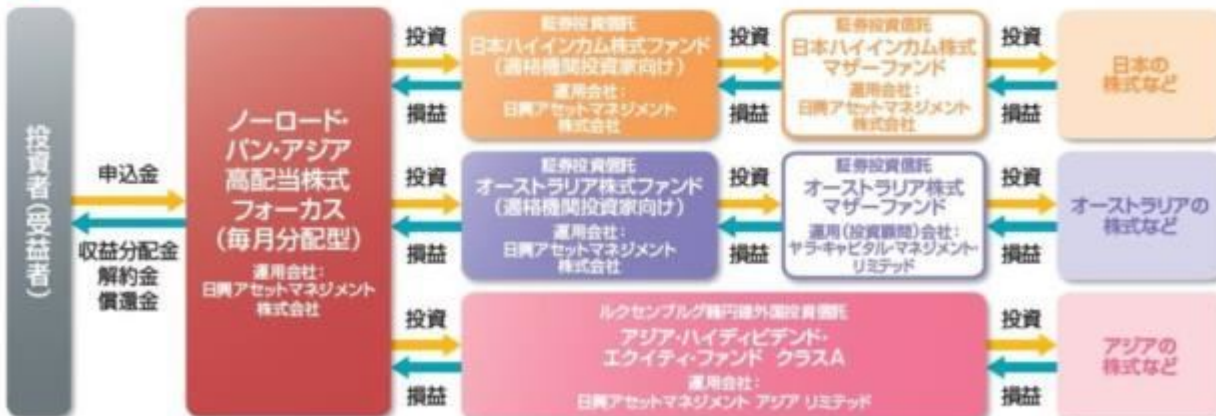 投資者(受益者)
申込金
収益分配金
解約金
償還金
ノーロード・
パン・アジア
高配当株式
フォーカス
(毎月分配型)
運用会社:
日興アセットマネジメント
株式会社
投資
損益
証券投資信託
日本ハイインカム株式ファンド
(適格機関投資家向け)
運用会社:
日興アセットマネジメント
株式会社
投資
損益
証券投資信託
日本ハイインカム株式
マザーファンド
運用会社:
日興アセットマネジメント
株式会社
投資
損益
日本の
株式など
投資
損益
証券投資信託
オーストラリア株式ファンド
(適格機関投資家向け)
運用会社:
日興アセットマネジメント
株式会社
投資
損益
証券投資信託
オーストラリア株式
マザーファンド
運用(投資顧問)会社:
ヤラ・キャピタル・マネジメント・
リミテッド
投資
損益
オーストラリアの
株式など
投資
損益
ルクセンブルグ籍円建外国投資信託
アジア・ハイディビデンド・
エクイティ・ファンド クラスA
運用会社:
日興アセットマネジメント アジア リミテッド
投資
損益
アジアの
株式など